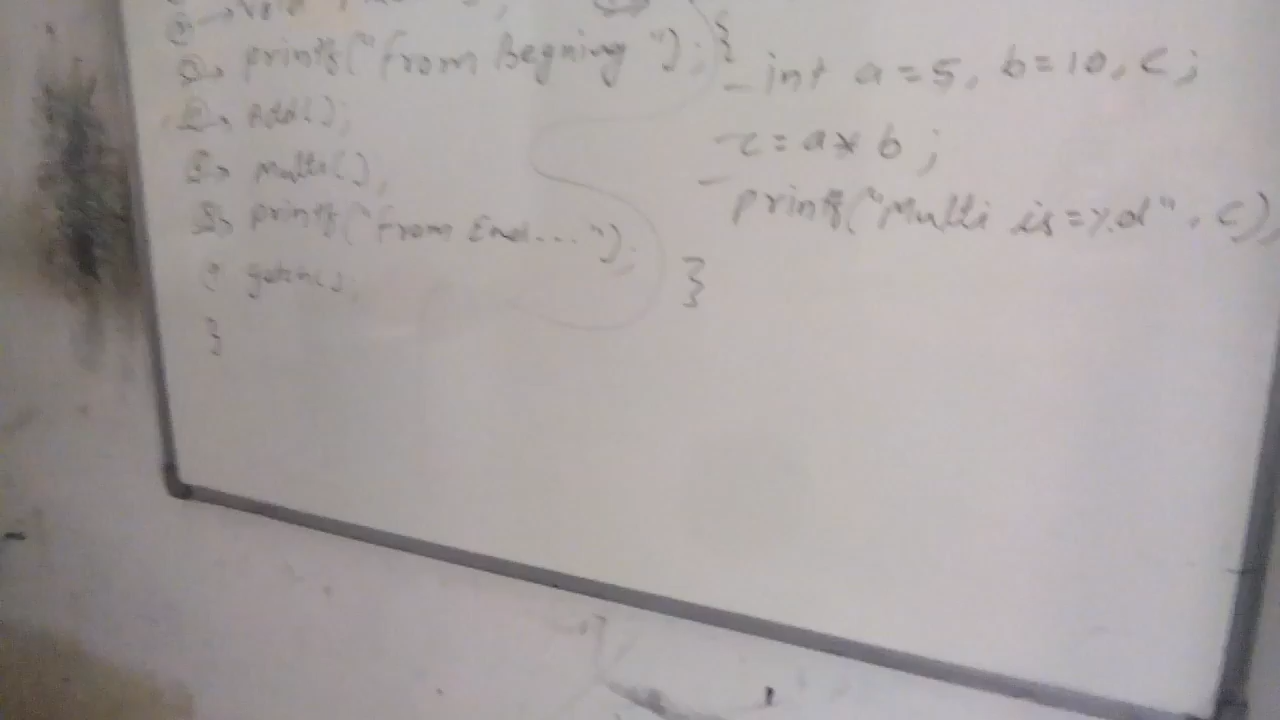 printf("From Begning");
Add();
Multi();
printf("From End....");
getch();
}
{
int a=5, b=10, c;
c=a*b;
printf("Multi is=%d", c);
}